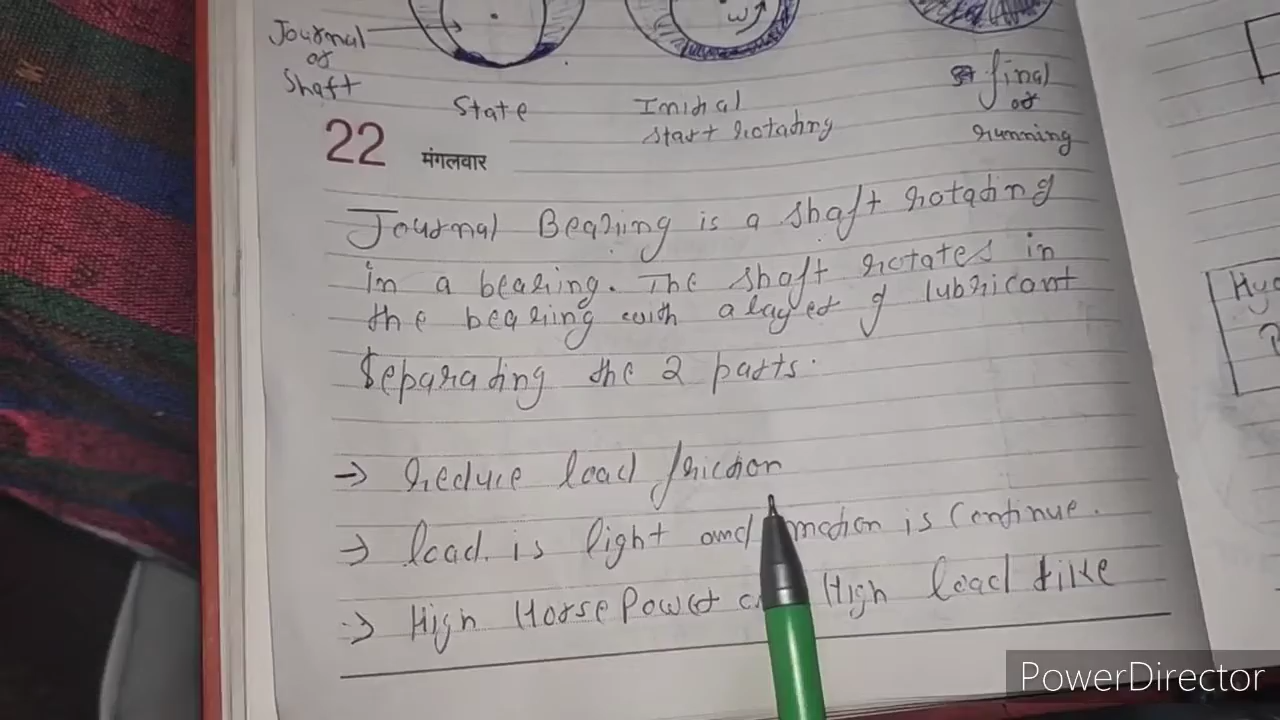 Journal
or
Shaft
State
Initial
start rotating
final
or
running
22 मंगलवार
Journal Bearing is a shaft rotating
in a bearing. The shaft rotates in
the bearing with a layer of lubricant
Separating the 2 parts.
→ reduce load friction
→ load is light and motion is continue.
→ High Horse Power High load like
ω
PowerDirector